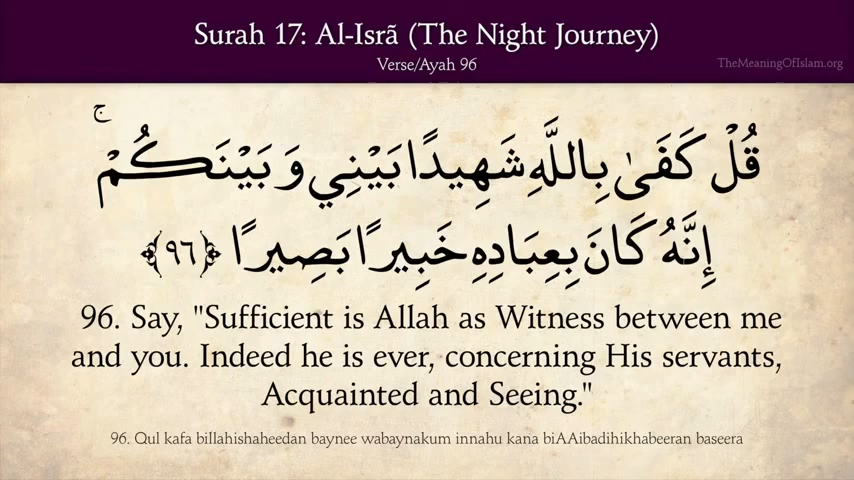 Surah 17: Al-Isrã (The Night Journey)
Verse/Ayah 96
TheMeaningOfIslam.org
قُلْ كَفَىٰ بِاللَّهِ شَهِيدًا بَيْنِي وَبَيْنَكُمْ ۚ
إِنَّهُ كَانَ بِعِبَادِهِ خَبِيرًا بَصِيرًا ﴿٩٦﴾
96. Say, "Sufficient is Allah as Witness between me
and you. Indeed he is ever, concerning His servants,
Acquainted and Seeing."
96. Qul kafa billahishaheedan baynee wabaynakum innahu kana biAAibadihikhabeeran baseera